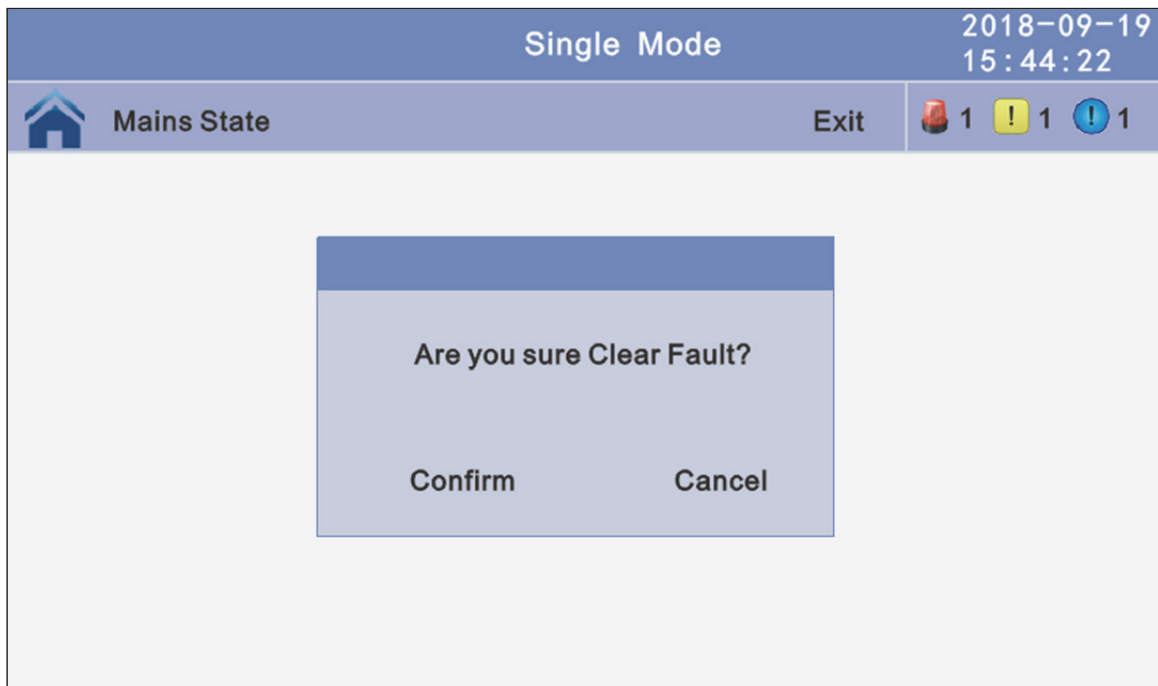 Single Mode
2018-09-19
15:44:22
Mains State
Exit
1
! 1
! 1
Are you sure Clear Fault?
Confirm
Cancel